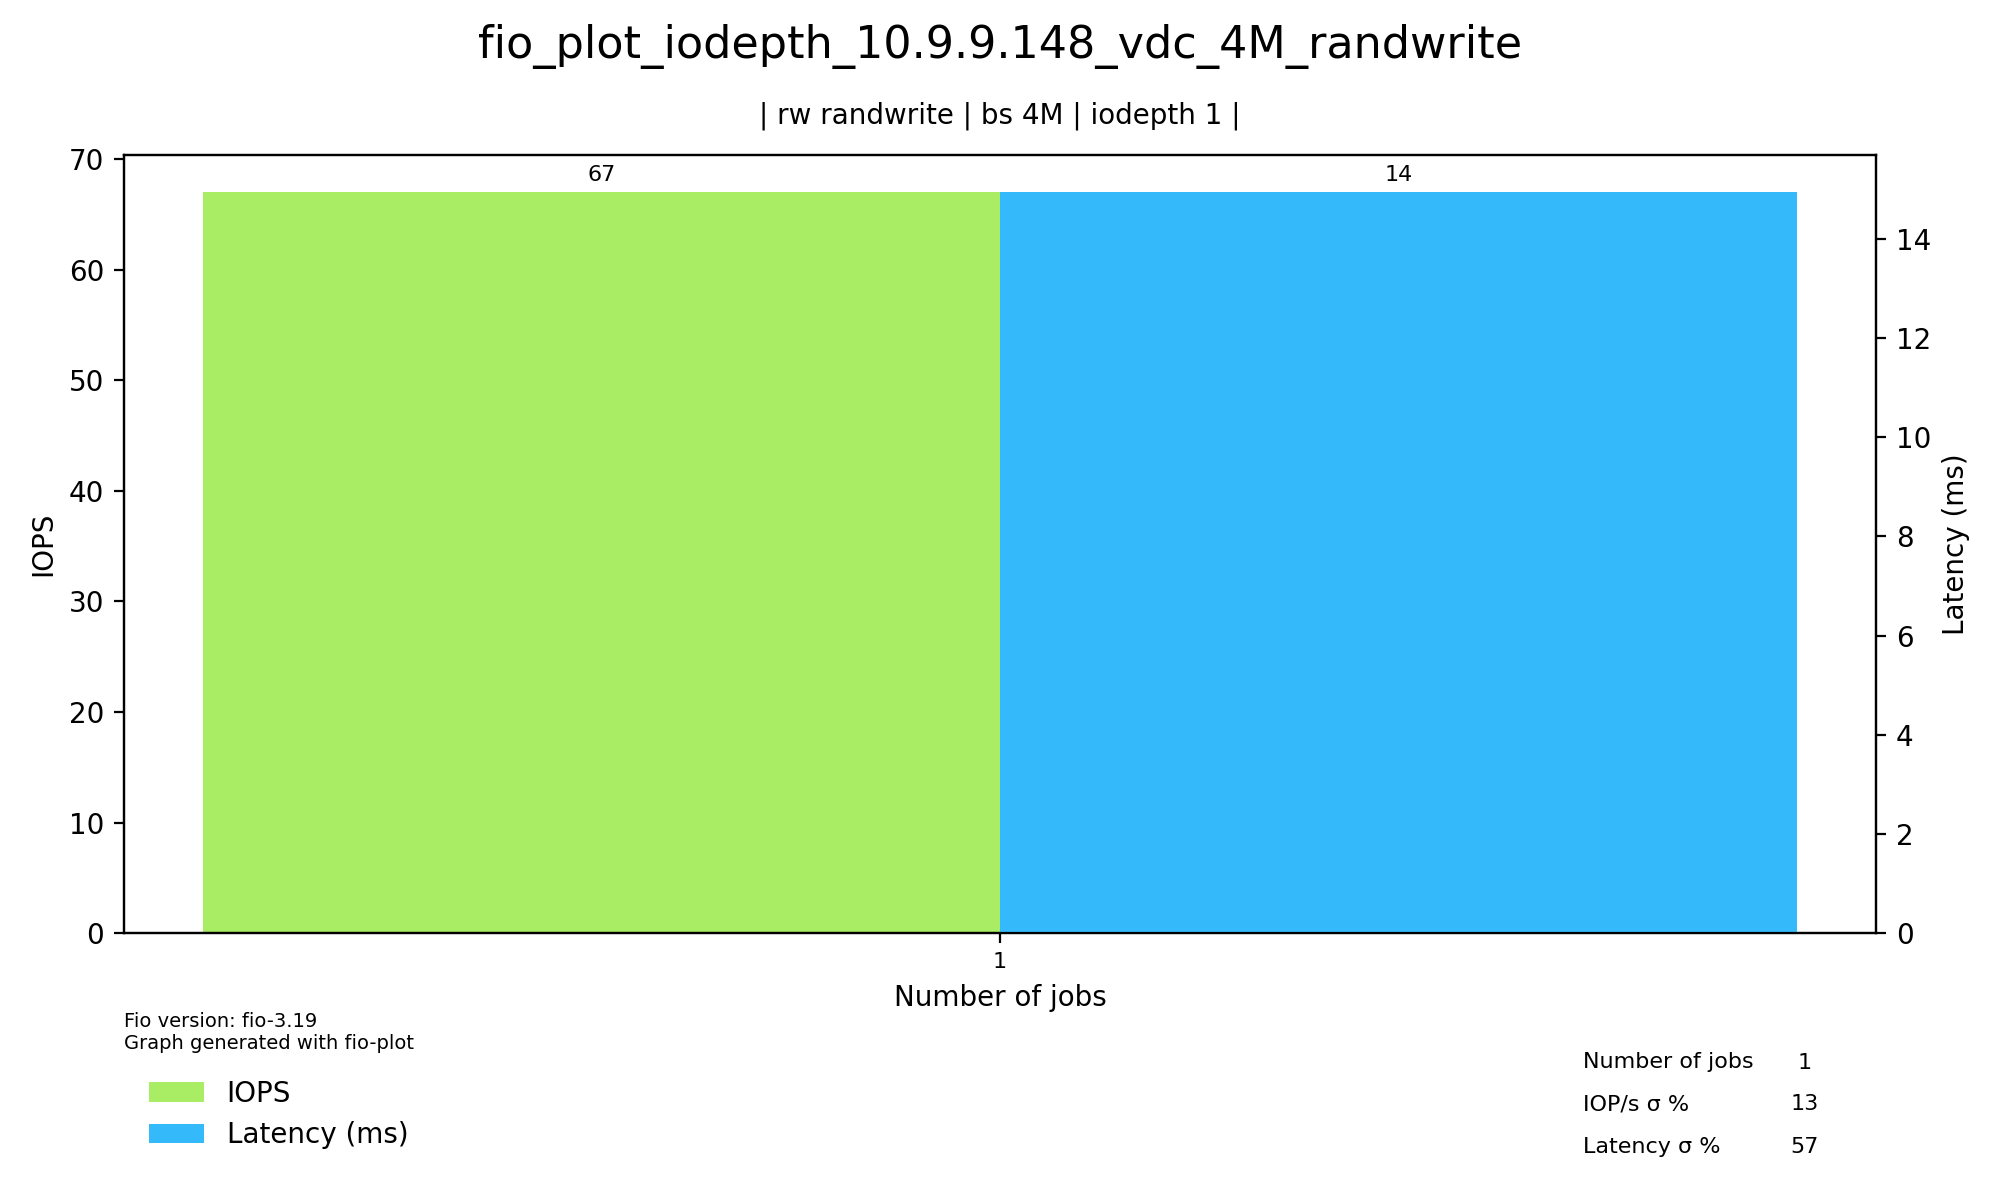 fio_plot_iodepth_10.9.9.148_vdc_4M_randwrite
| rw randwrite | bs 4M | iodepth 1 |
70
60
50
40
30
20
10
0
IOPS
67
14
14
12
10
8
6
4
2
0
Latency (ms)
1
Number of jobs
Fio version: fio-3.19
Graph generated with fio-plot
IOPS
Latency (ms)
Number of jobs 1
IOP/s σ % 13
Latency σ % 57